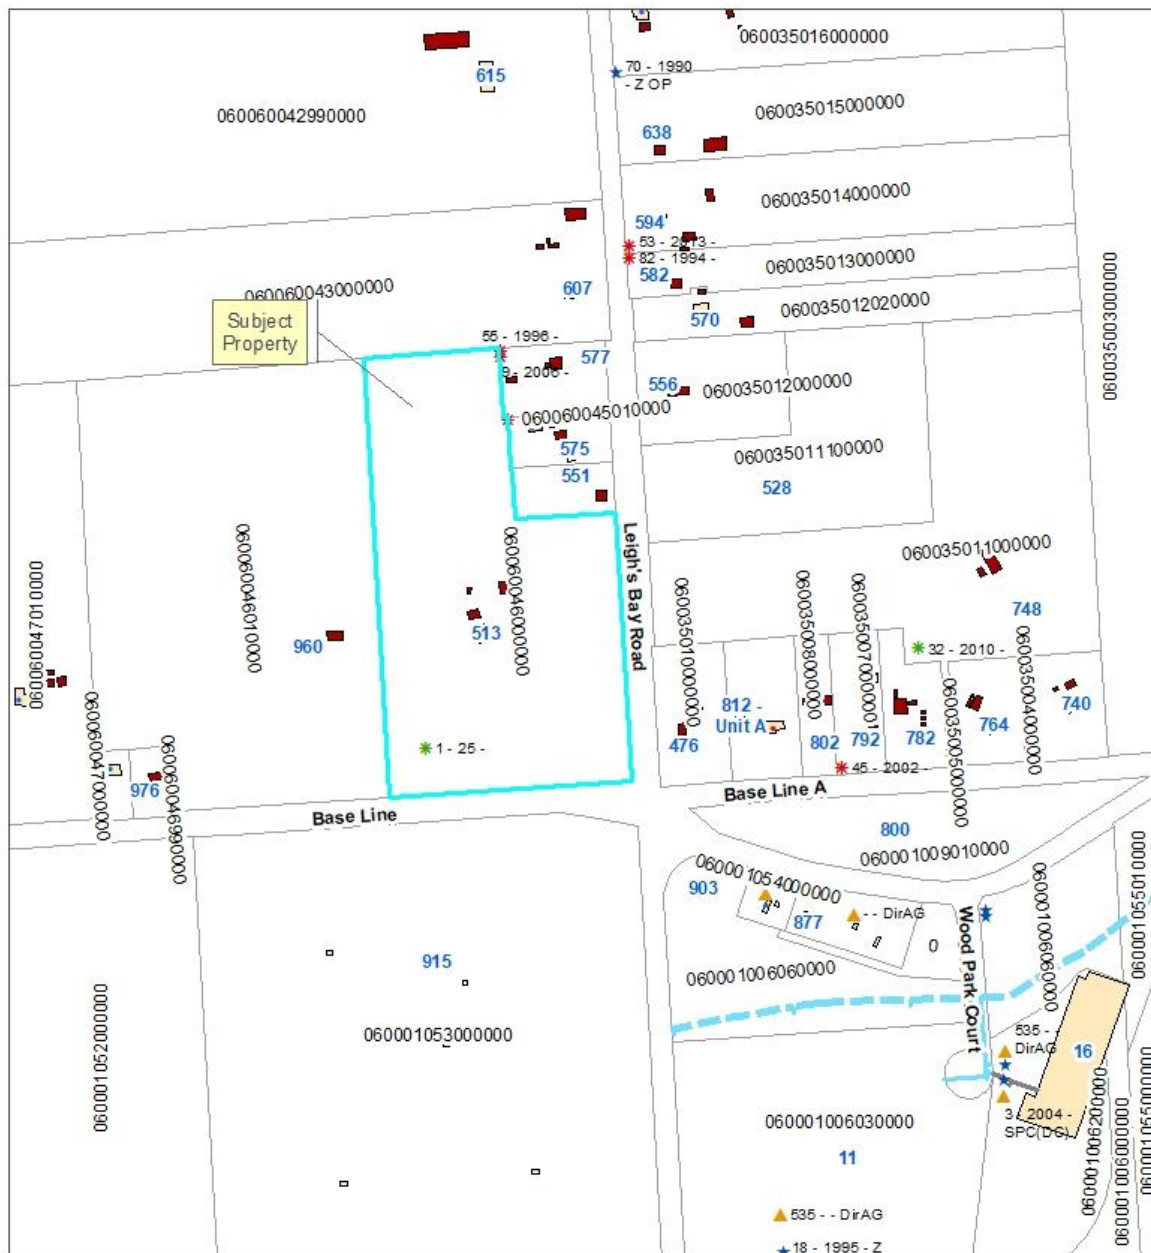 060035016000000
70 - 1990
- Z OP
615
060060042990000
060035015000000
638
060035014000000
594
53 - 2013 -
82 - 1994 -
582
060035013000000
607
060060043000000
060035012020000
570
060035003000000
Subject
Property
55 - 1996 -
577
9 - 2006 -
556
060035012000000
060060045010000
575
060035011100000
551
528
Leigh's Bay Road
060060046010000
060060046000000
060035011000000
060060047010000
748
513
960
32 - 2010 -
060035010000000
060035008000000
060035007000001
060035005000000
060035004000000
812 -
Unit A
740
764
782
792
802
476
1 - 25 -
45 - 2002 -
976
060060047000000
060060046990000
Base Line
Base Line A
800
060001009010000
903
060001054000000
877
- - DirAG
0
Wood Park Court
060001006060000
060001055010000
915
060001006060000
060001053000000
060001052000000
535 -
DirAG
16
3 - 2004 -
SPC(DC)
060001006030000
11
060001006200000
060001006000000
060001055000000
535 - - DirAG
18 - 1995 - Z